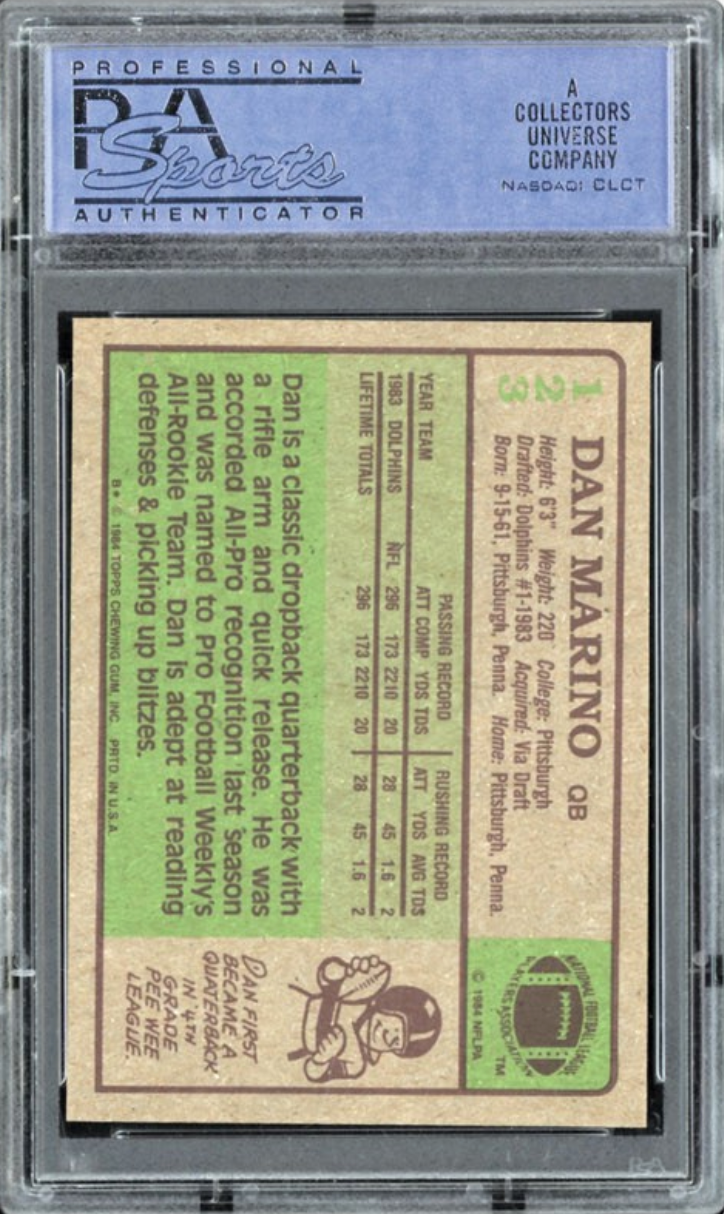 PROFESSIONAL
PSA
Sports
AUTHENTICATOR
A
COLLECTORS
UNIVERSE
COMPANY
NASDAQ: CLCT
123
DAN MARINO QB
Height: 6'3" Weight: 220 College: Pittsburgh
Drafted: Dolphins #1-1983 Acquired: Via Draft
Born: 9-15-61, Pittsburgh, Penna. Home: Pittsburgh, Penna.
NATIONAL FOOTBALL LEAGUE
PLAYERS ASSOCIATION
TM
© 1984 NFLPA
PASSING RECORD RUSHING RECORD
YEAR TEAM ATT COMP YDS TDS ATT YDS AVG TDS
1983 DOLPHINS NFL 296 173 2210 20 28 45 1.6 2
LIFETIME TOTALS 296 173 2210 20 28 45 1.6 2
Dan is a classic dropback quarterback with
a rifle arm and quick release. He was
accorded All-Pro recognition last season
and was named to Pro Football Weekly's
All-Rookie Team. Dan is adept at reading
defenses & picking up blitzes.
DAN FIRST
BECAME A
QUATERBACK
IN 4TH
GRADE
PEE WEE
LEAGUE.
B* © 1984 TOPPS CHEWING GUM, INC. PRTD. IN U.S.A.
PSA